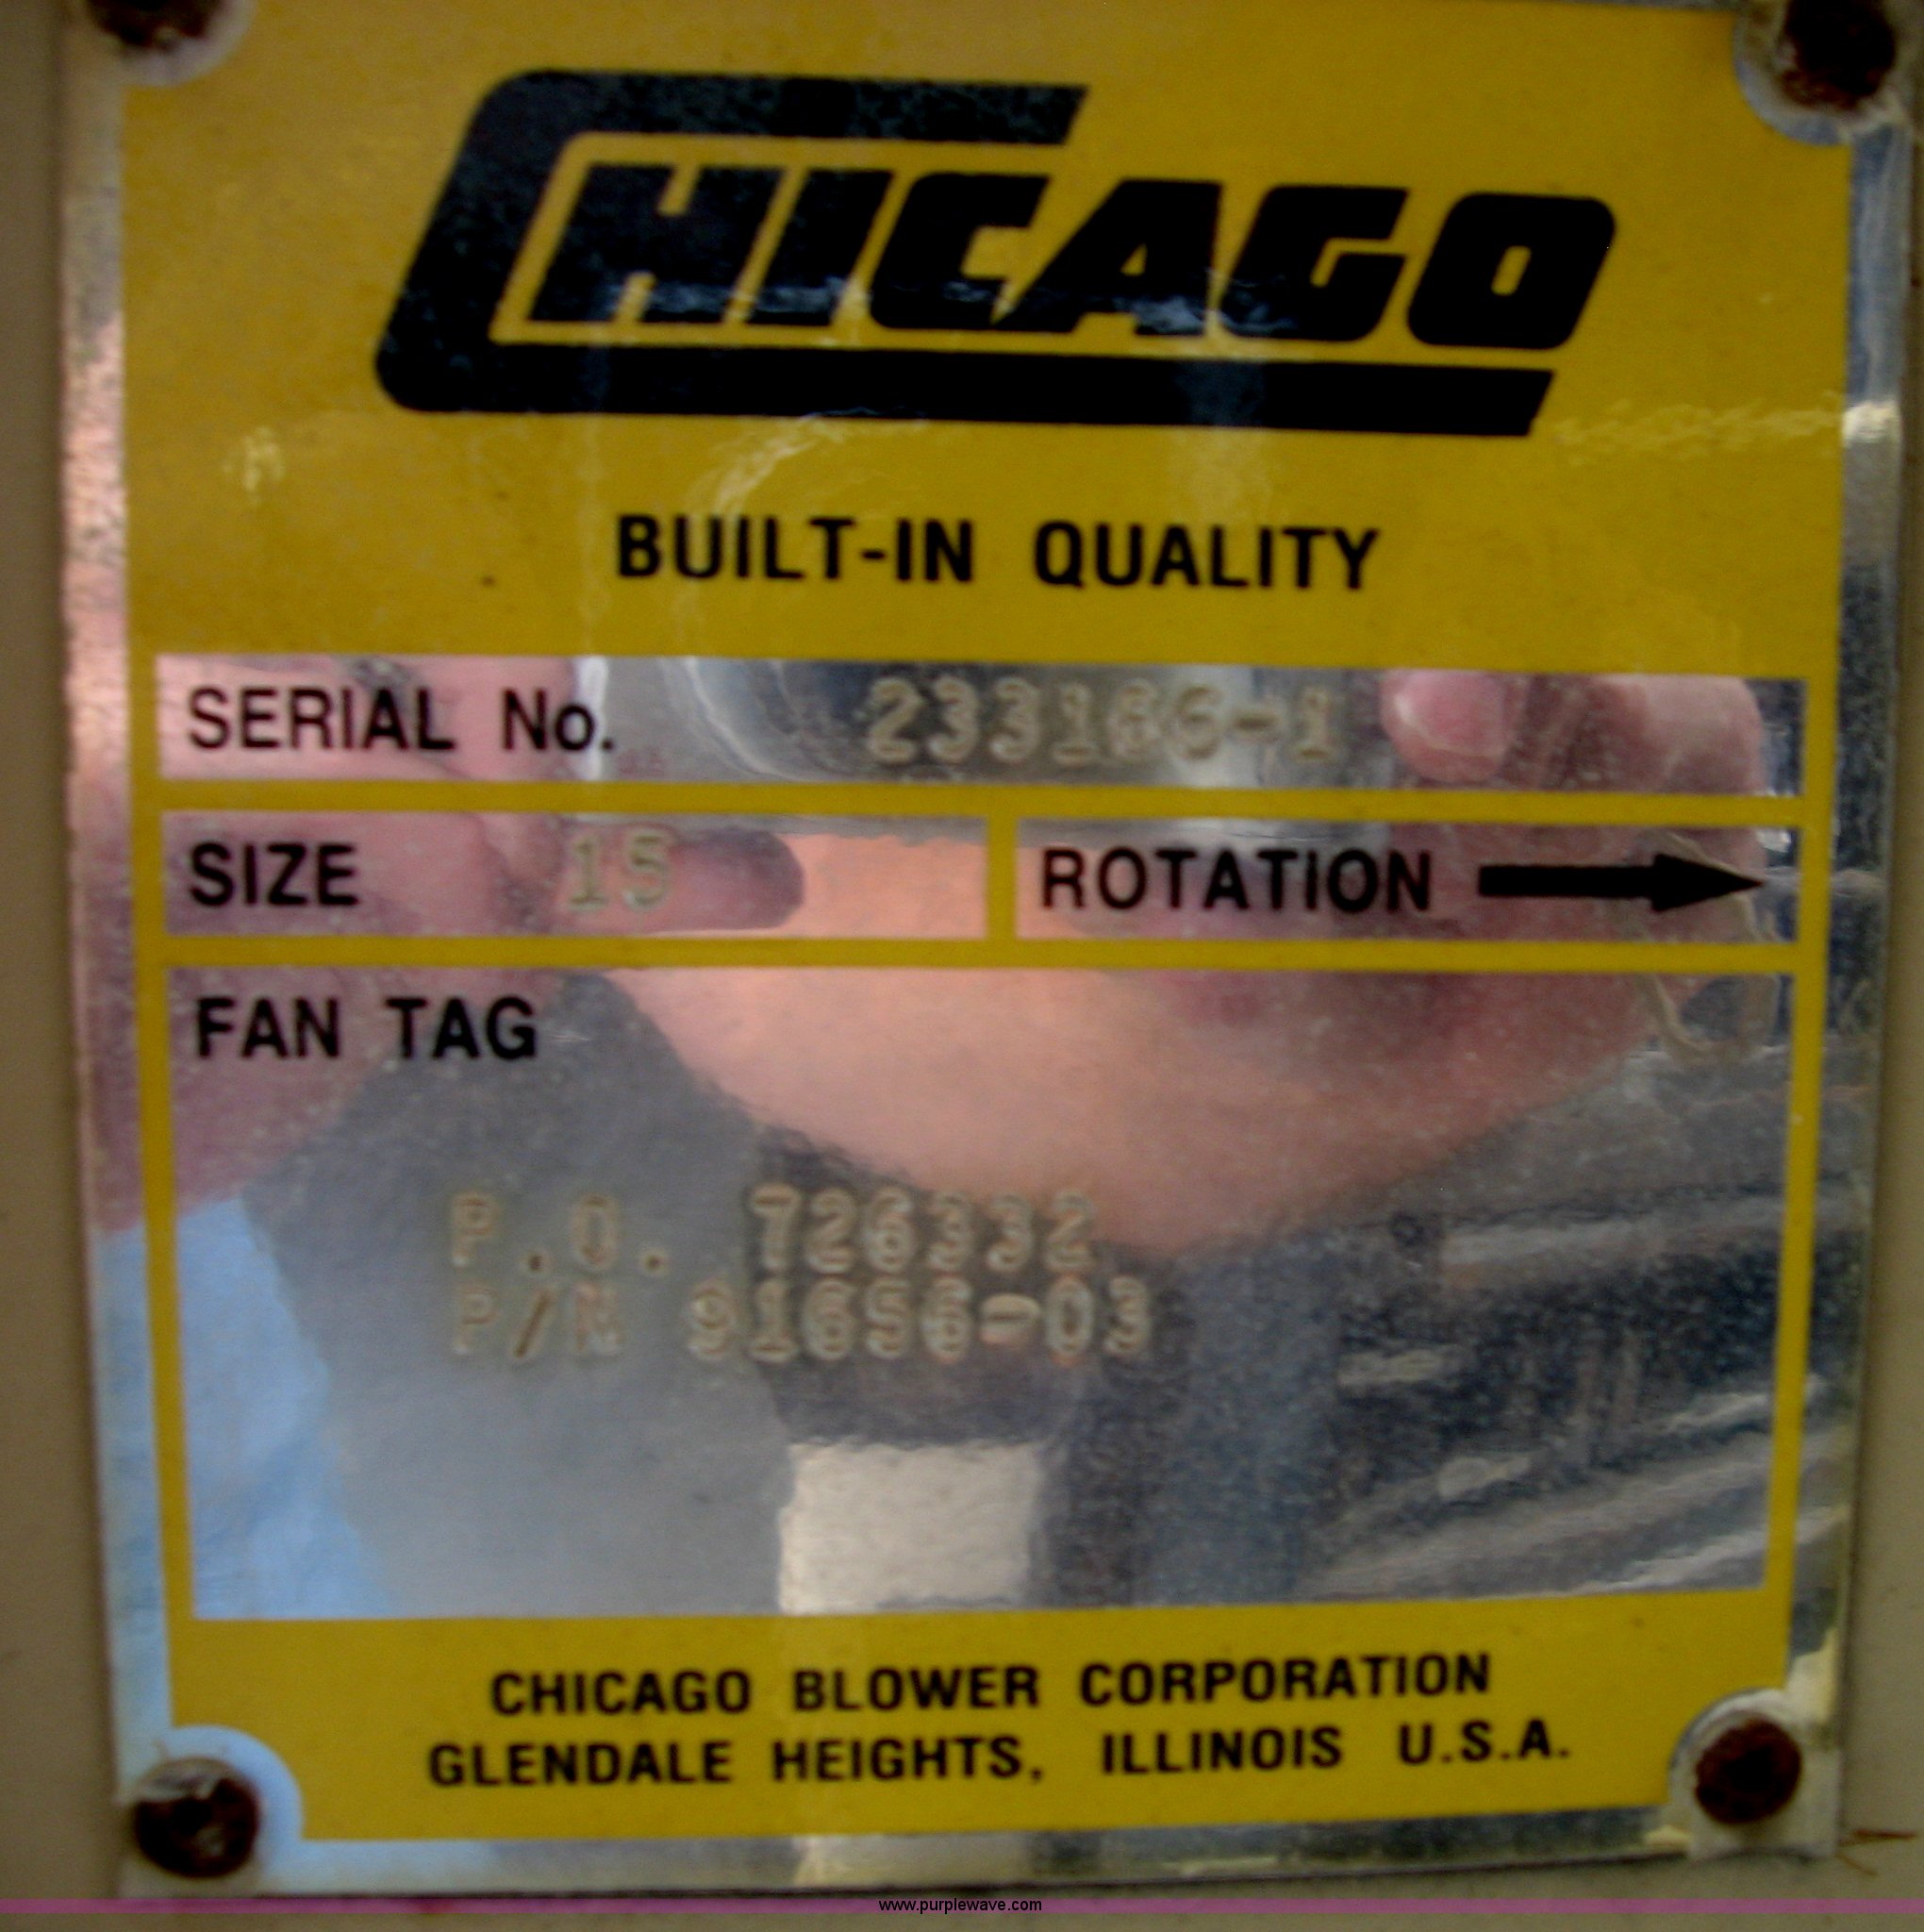 CHICAGO
BUILT-IN QUALITY
SERIAL No. 233166-1
SIZE 15 ROTATION
FAN TAG
P.O. 726332
P/N 91656-03
CHICAGO BLOWER CORPORATION
GLENDALE HEIGHTS, ILLINOIS U.S.A.
www.purplewave.com